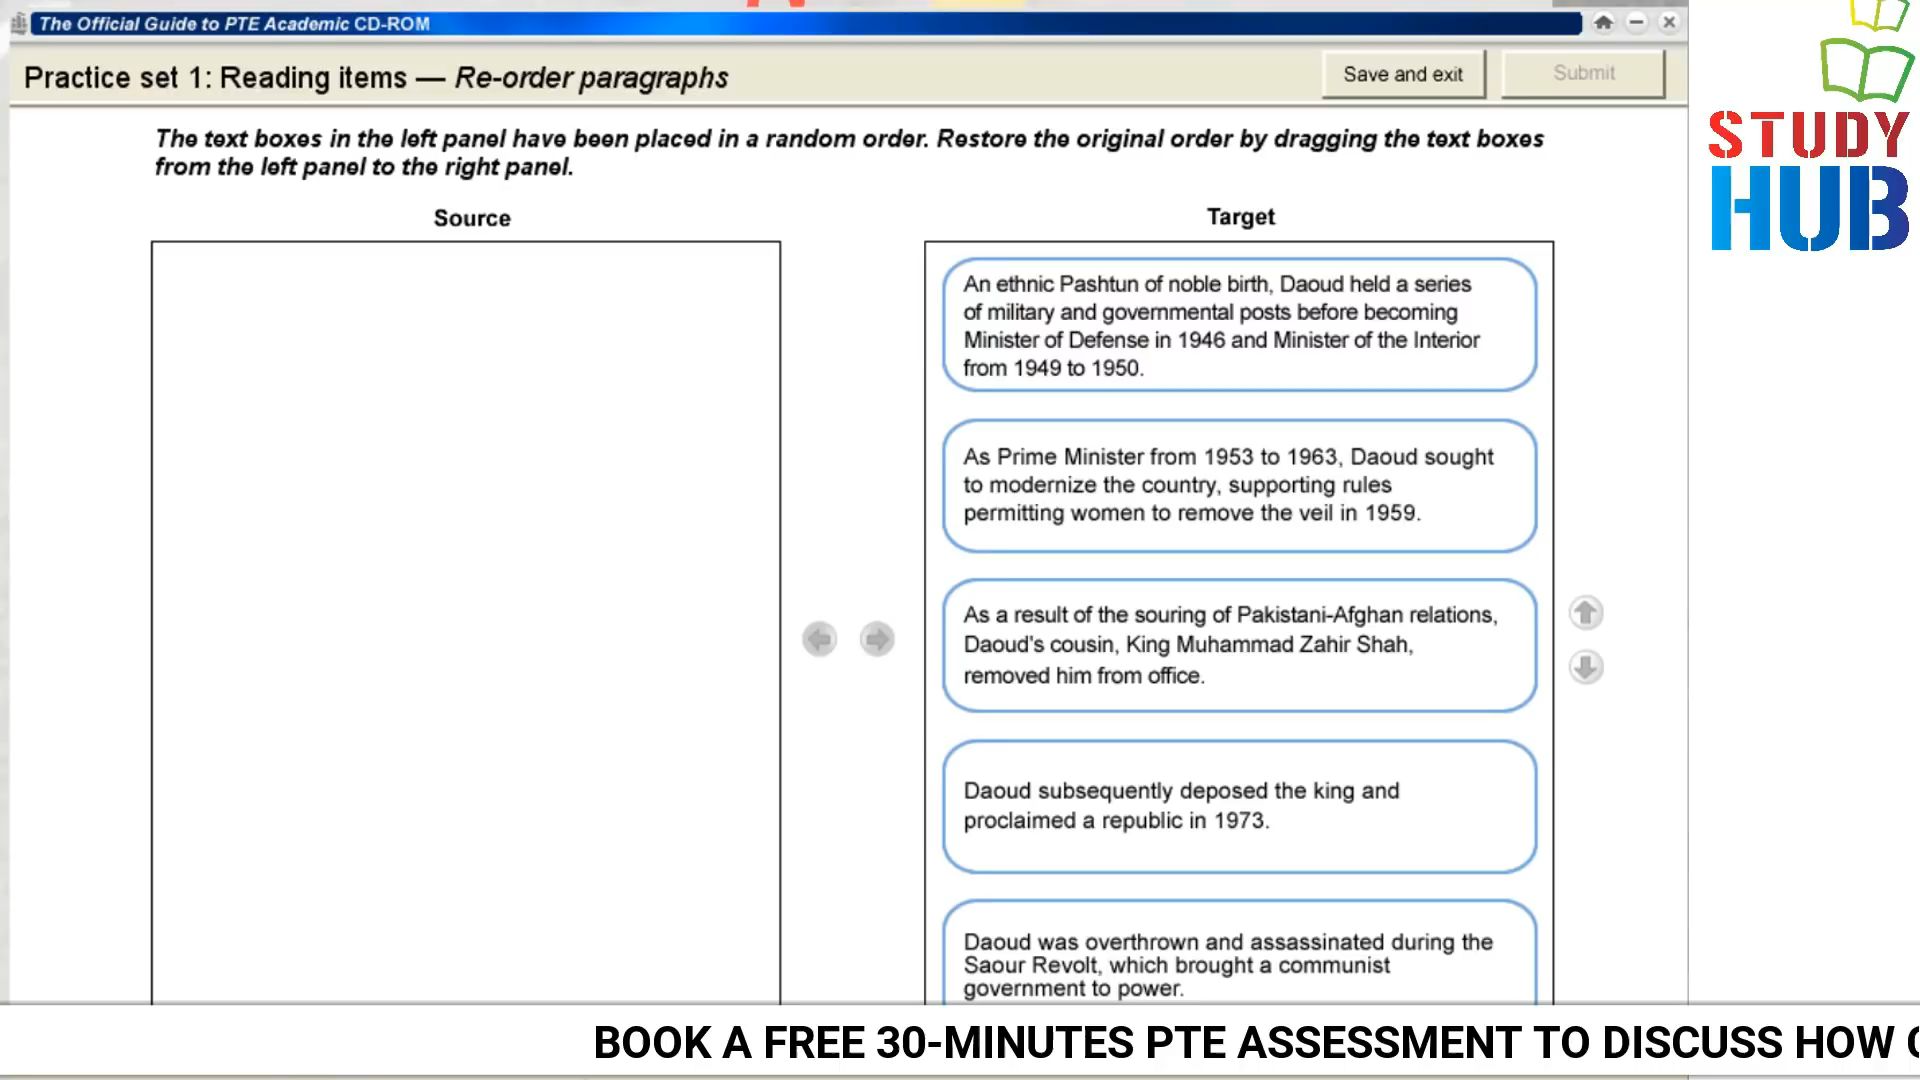 The Official Guide to PTE Academic CD-ROM
Practice set 1: Reading items — Re-order paragraphs
Save and exit
Submit
STUDY
HUB
The text boxes in the left panel have been placed in a random order. Restore the original order by dragging the text boxes
from the left panel to the right panel.
Source
Target
An ethnic Pashtun of noble birth, Daoud held a series
of military and governmental posts before becoming
Minister of Defense in 1946 and Minister of the Interior
from 1949 to 1950.
As Prime Minister from 1953 to 1963, Daoud sought
to modernize the country, supporting rules
permitting women to remove the veil in 1959.
As a result of the souring of Pakistani-Afghan relations,
Daoud's cousin, King Muhammad Zahir Shah,
removed him from office.
Daoud subsequently deposed the king and
proclaimed a republic in 1973.
Daoud was overthrown and assassinated during the
Saour Revolt, which brought a communist
government to power.
BOOK A FREE 30-MINUTES PTE ASSESSMENT TO DISCUSS HOW